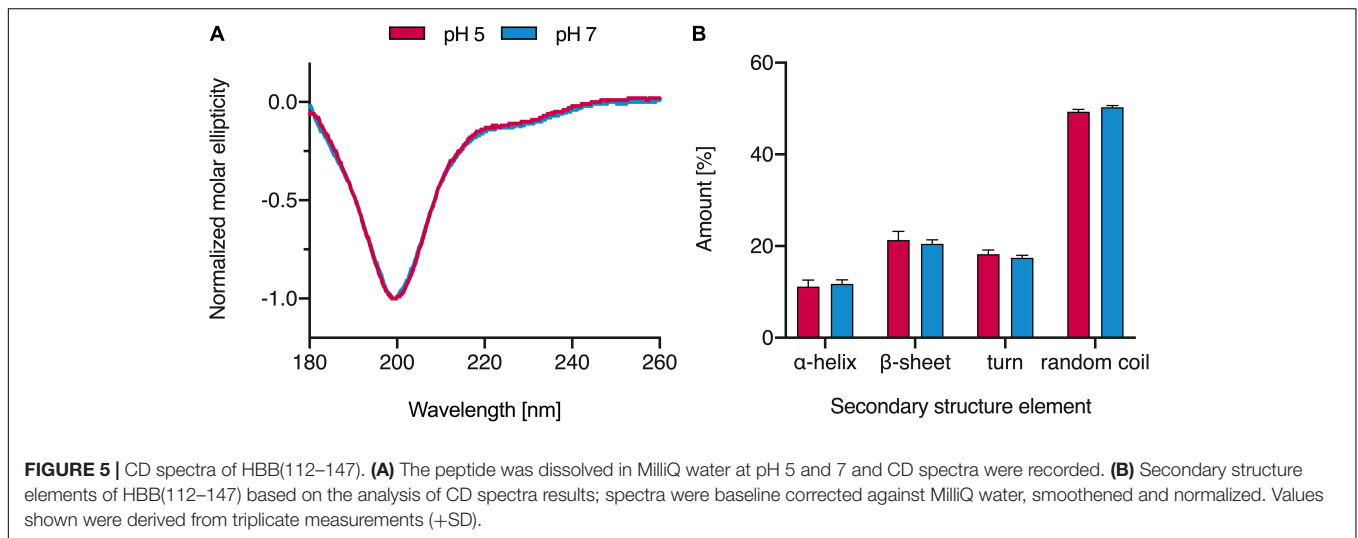 A
pH 5 pH 7
Normalized molar ellipticity
0.0
-0.5
-1.0
180 200 220 240 260
Wavelength [nm]
B
Amount [%]
60
40
20
0
α-helix β-sheet turn random coil
Secondary structure element
FIGURE 5 | CD spectra of HBB(112–147). (A) The peptide was dissolved in MilliQ water at pH 5 and 7 and CD spectra were recorded. (B) Secondary structure
elements of HBB(112–147) based on the analysis of CD spectra results; spectra were baseline corrected against MilliQ water, smoothened and normalized. Values
shown were derived from triplicate measurements (+SD).